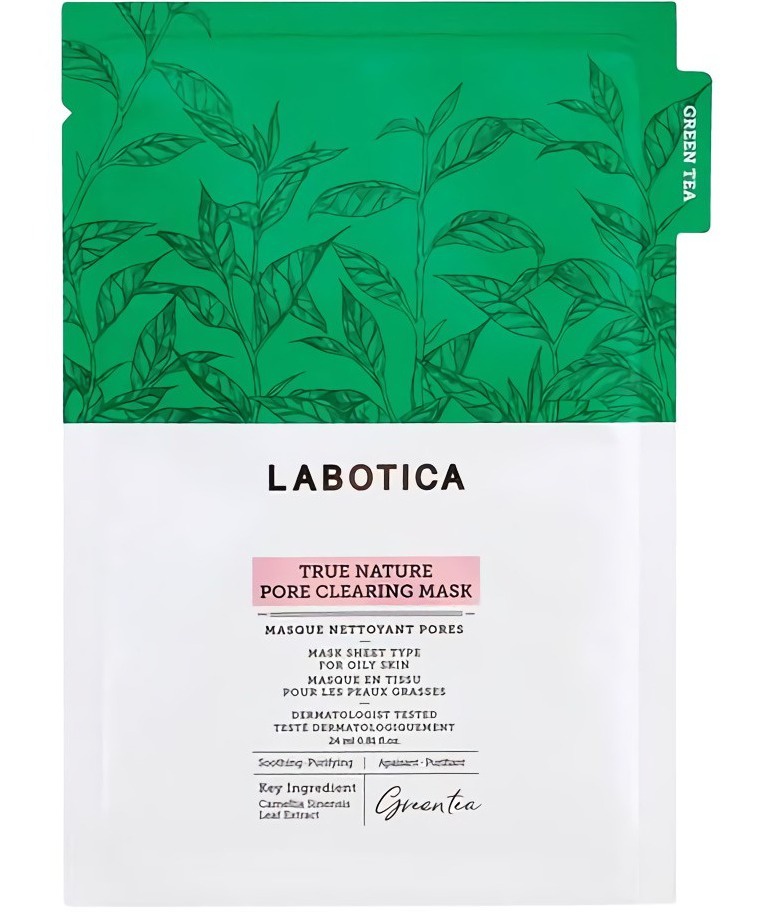 GREEN TEA
LABOTICA
TRUE NATURE
PORE CLEARING MASK
MASQUE NETTOYANT PORES
MASK SHEET TYPE
FOR OILY SKIN
MASQUE EN TISSU
POUR LES PEAUX GRASSES
DERMATOLOGIST TESTED
TESTÉ DERMATOLOGIQUEMENT
24 ml 0.81 fl.oz.
Soothing · Purifying | Apaisant · Purifiant
Key Ingredient
Camellia Sinensis
Leaf Extract
Green tea